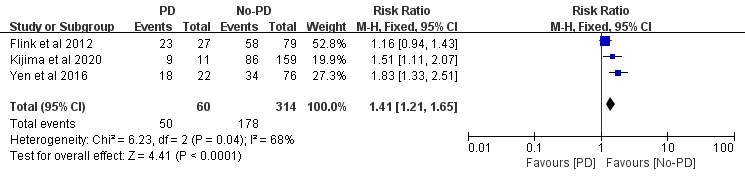 PD No-PD Risk Ratio Risk Ratio
Study or Subgroup Events Total Events Total Weight M-H, Fixed, 95% CI M-H, Fixed, 95% CI
Flink et al 2012 23 27 58 79 52.8% 1.16 [0.94, 1.43]
Kijima et al 2020 9 11 86 159 19.9% 1.51 [1.11, 2.07]
Yen et al 2016 18 22 34 76 27.3% 1.83 [1.33, 2.51]
Total (95% CI) 60 314 100.0% 1.41 [1.21, 1.65]
Total events 50 178
Heterogeneity: Chi² = 6.23, df = 2 (P = 0.04); I² = 68%
Test for overall effect: Z = 4.41 (P < 0.0001)
0.01 0.1 1 10 100
Favours [PD] Favours [No-PD]